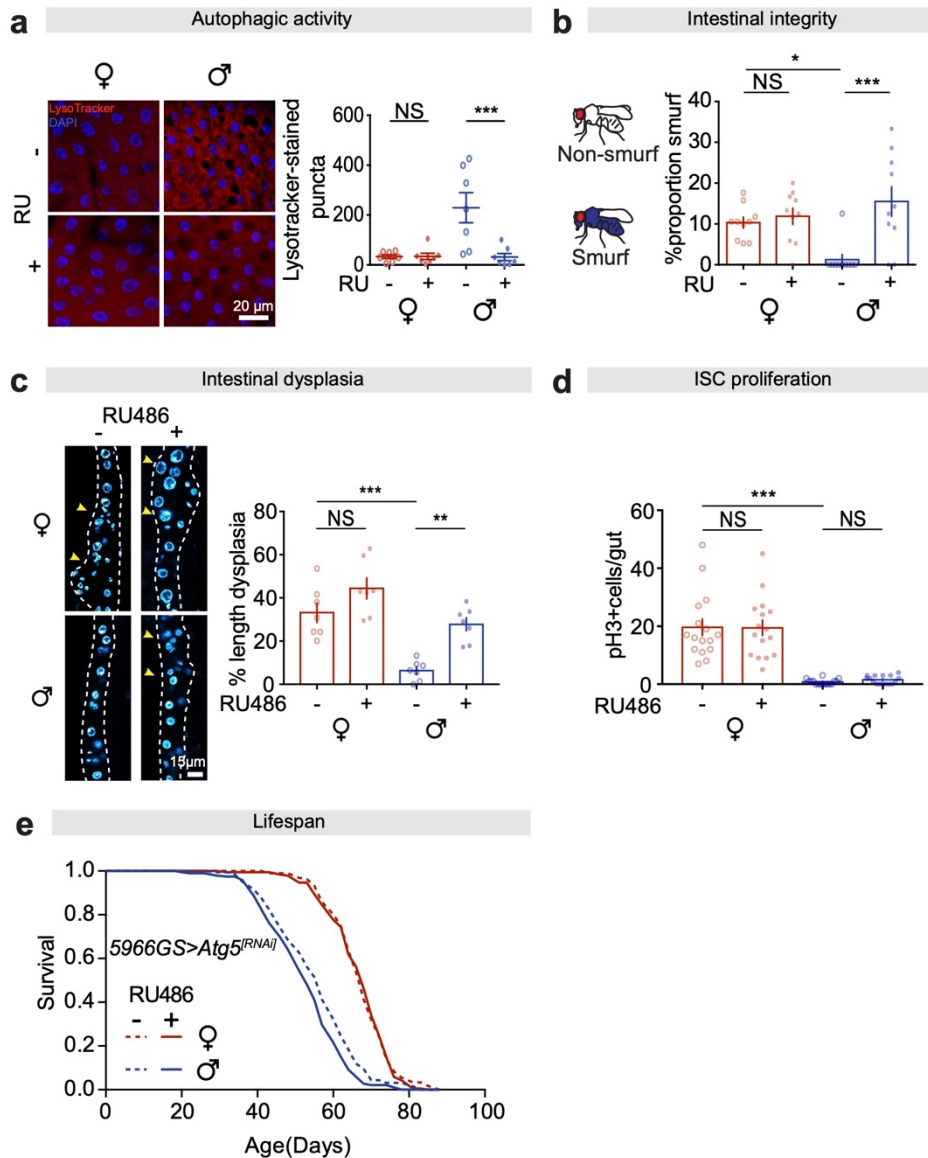 a Autophagic activity
♀ ♂
LysoTracker
DAPI
RU
-
+
20 µm
Lysotracker-stained
puncta
600
400
200
0
NS ***
RU - + - +
♀ ♂
b Intestinal integrity
Non-smurf
Smurf
%proportion smurf
40
30
20
10
0
*
NS ***
RU - + - +
♀ ♂
c Intestinal dysplasia
RU486
- +
♀
♂
15µm
% length dysplasia
80
60
40
20
0
***
NS **
RU486 - + - +
♀ ♂
d ISC proliferation
pH3+cells/gut
60
40
20
0
***
NS NS
RU486 - + - +
♀ ♂
e Lifespan
Survival
1.0
0.8
0.6
0.4
0.2
0.0
5966GS>Atg5[RNAi]
RU486
- +
♀
♂
0 20 40 60 80 100
Age(Days)